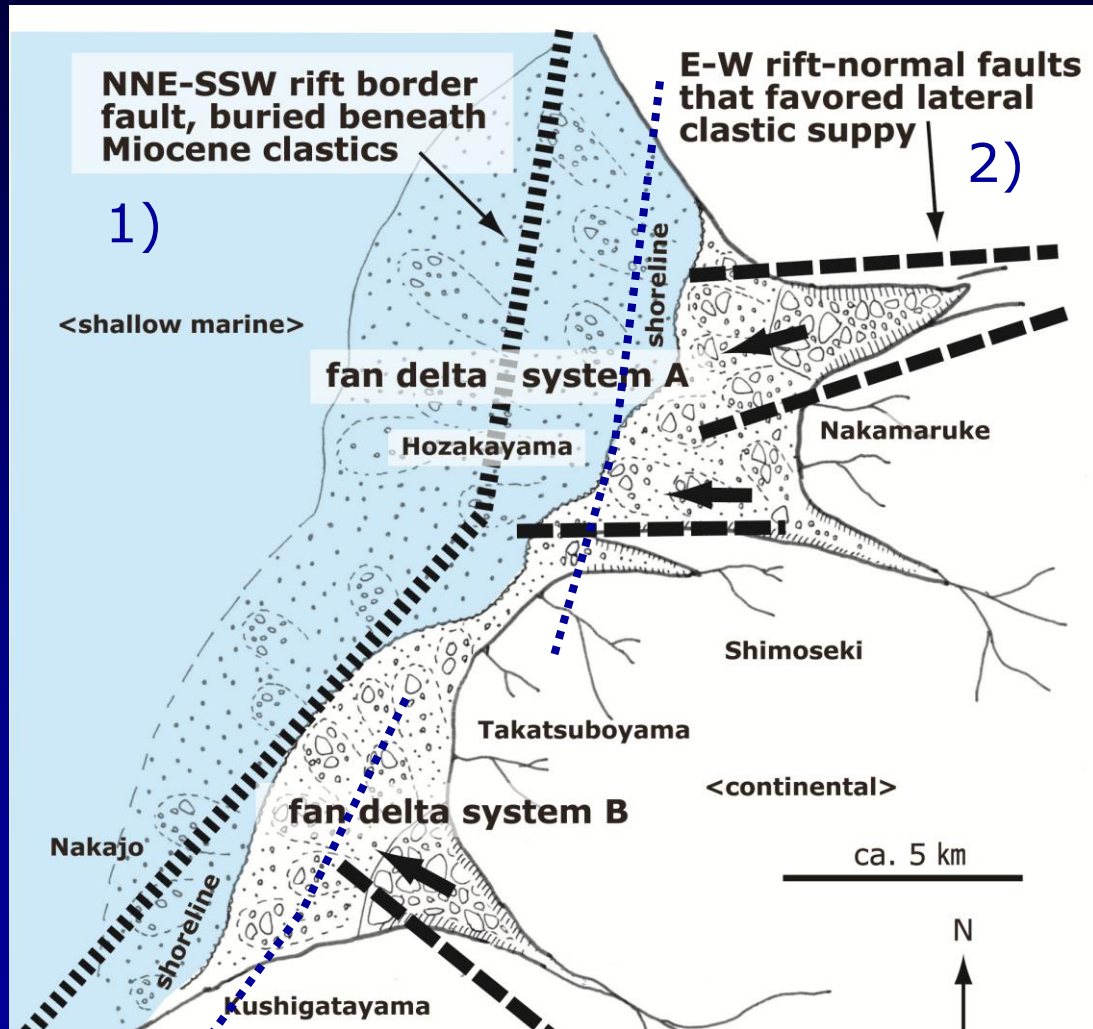 NNE-SSW rift border
fault, buried beneath
Miocene clastics
E-W rift-normal faults
that favored lateral
clastic suppy
1)
2)
<shallow marine>
shoreline
fan delta system A
Hozakayama
Nakamaruke
Shimoseki
Takatsuboyama
<continental>
fan delta system B
Nakajo
ca. 5 km
shoreline
N
Kushigatayama